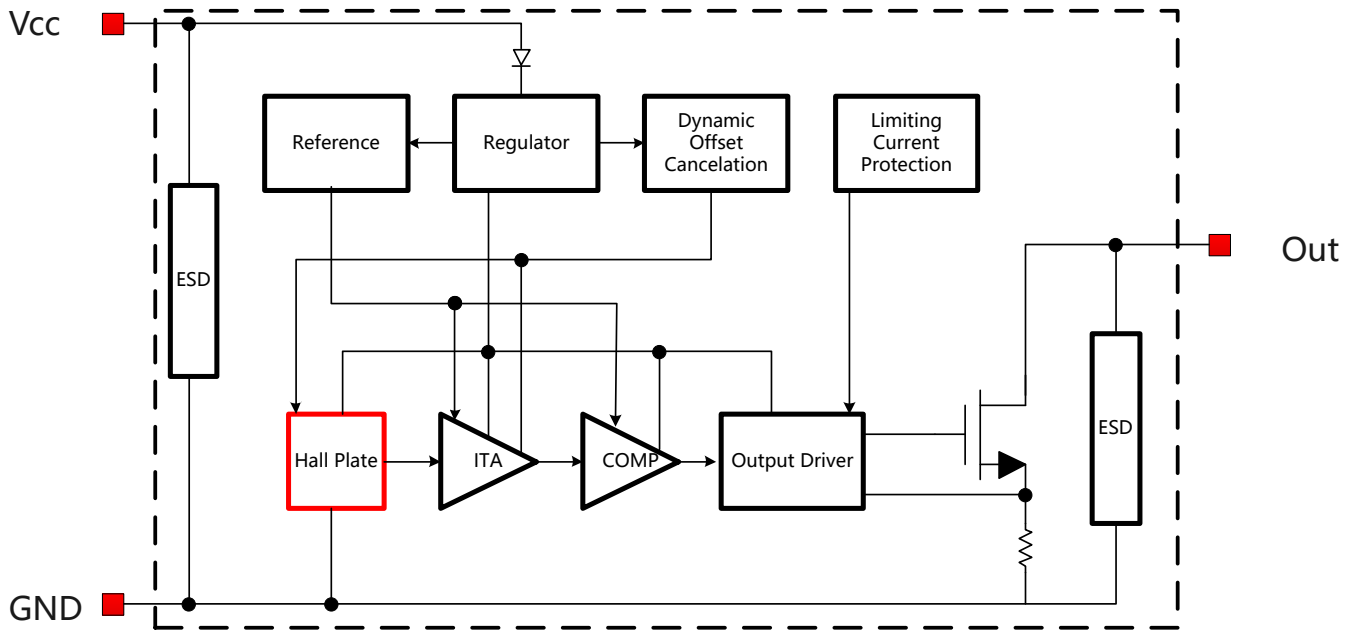 Vcc
Reference
Regulator
Dynamic
Offset
Cancelation
Limiting
Current
Protection
ESD
Out
Hall Plate
ITA
COMP
Output Driver
ESD
GND